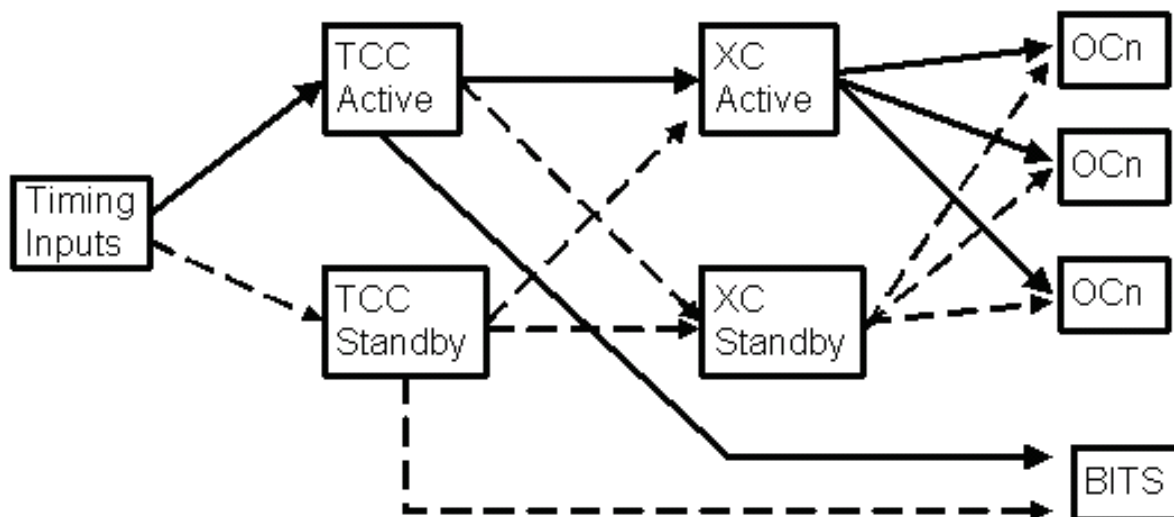 Timing
Inputs
TCC
Active
TCC
Standby
XC
Active
XC
Standby
OCn
OCn
OCn
BITS